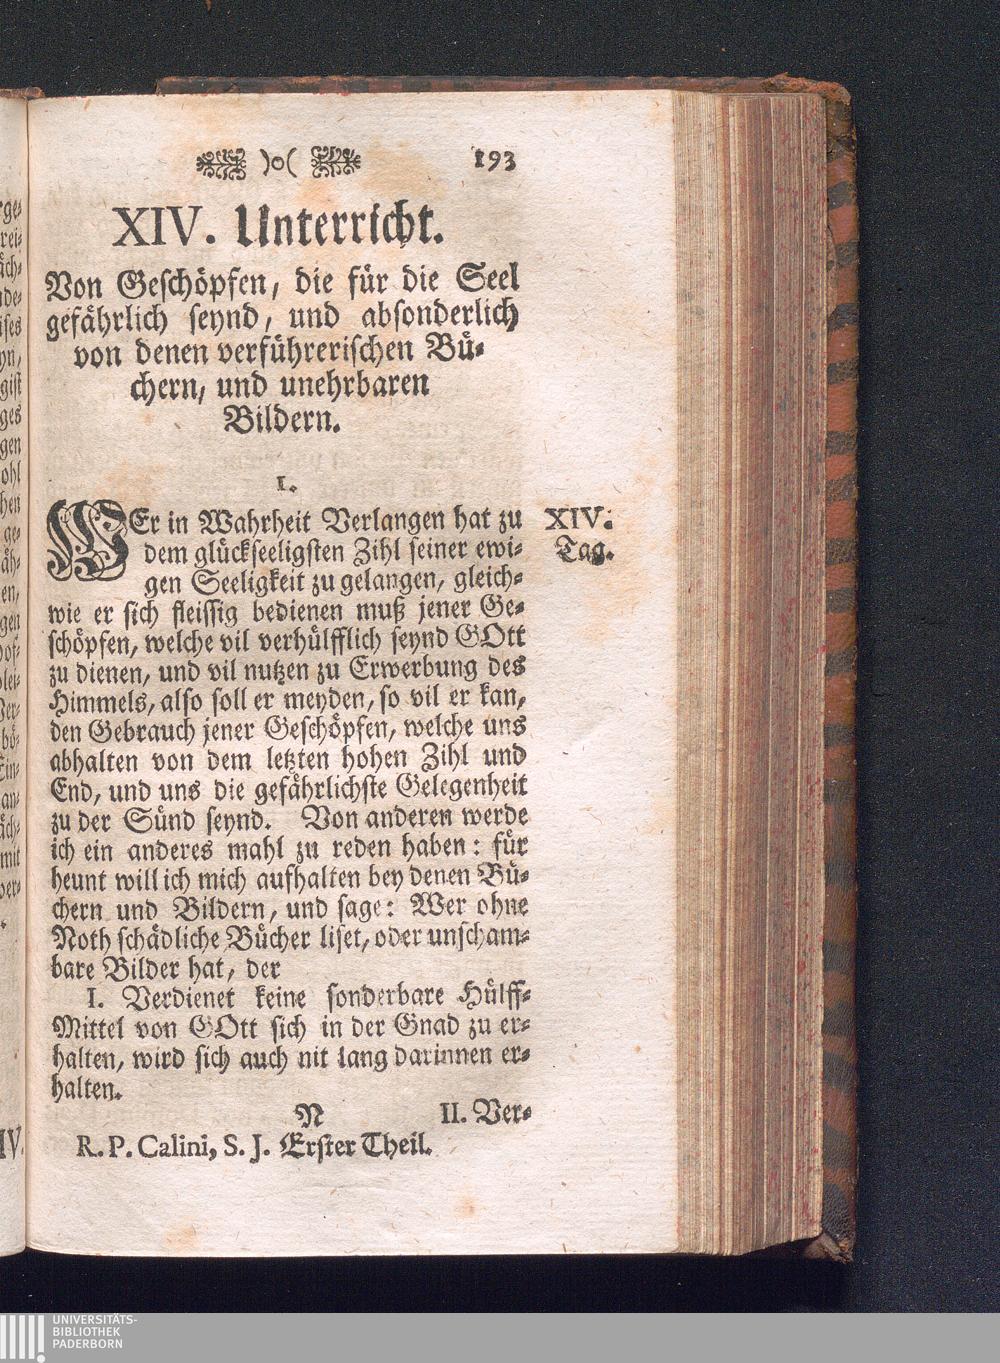 )o( 193
XIV. Unterricht.
Von Geschöpfen, die für die Seel
gefährlich seynd, und absonderlich
von denen verführerischen Bü-
chern, und unehrbaren
Bildern.
I.
WEr in Wahrheit Verlangen hat zu
XIV.
Tag.
dem glückseeligsten Zihl seiner ewi-
gen Seeligkeit zu gelangen, gleich-
wie er sich fleissig bedienen muß jener Ge-
schöpfen, welche vil verhülfflich seynd GOtt
zu dienen, und vil nutzen zu Erwerbung des
Himmels, also soll er meyden, so vil er kan,
den Gebrauch jener Geschöpfen, welche uns
abhalten von dem letzten hohen Zihl und
End, und uns die gefährlichste Gelegenheit
zu der Sünd seynd. Von anderen werde
ich ein anderes mahl zu reden haben: für
heunt will ich mich aufhalten bey denen Bü-
chern und Bildern, und sage: Wer ohne
Noth schädliche Bücher liset, oder unscham-
bare Bilder hat, der
I. Verdienet keine sonderbare Hülff-
Mittel von GOtt sich in der Gnad zu er-
halten, wird sich auch nit lang darinnen er-
halten.
N II. Ver-
R. P. Calini, S. J. Erster Theil.
UNIVERSITÄTS-
BIBLIOTHEK
PADERBORN